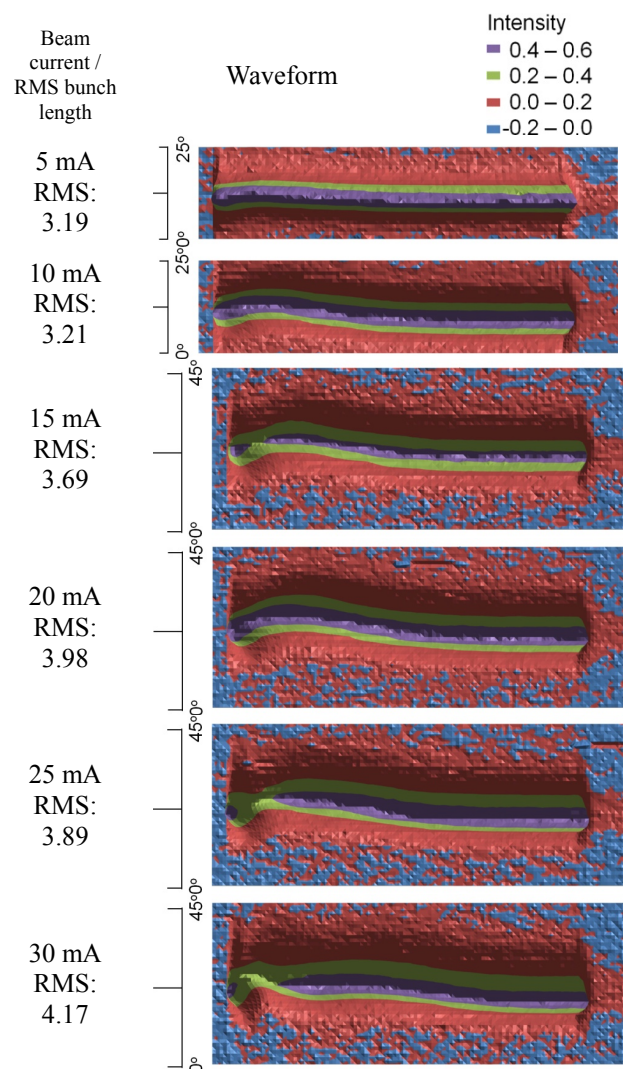 Beam
current /
RMS bunch
length
Waveform
Intensity
0.4 – 0.6
0.2 – 0.4
0.0 – 0.2
-0.2 – 0.0
5 mA
RMS:
3.19
25°
0°
10 mA
RMS:
3.21
25°
0°
15 mA
RMS:
3.69
45°
0°
20 mA
RMS:
3.98
45°
0°
25 mA
RMS:
3.89
45°
0°
30 mA
RMS:
4.17
45°
0°